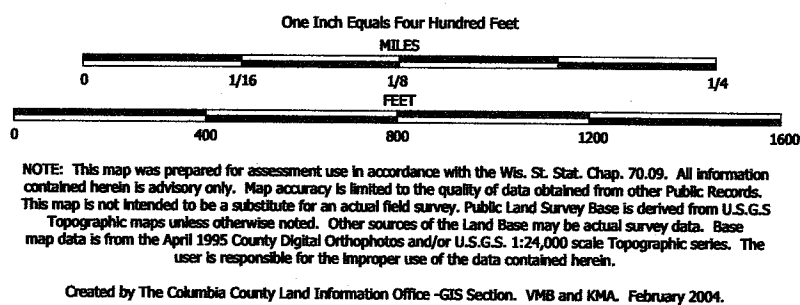 One Inch Equals Four Hundred Feet
MILES
0 1/16 1/8 1/4
FEET
0 400 800 1200 1600
NOTE: This map was prepared for assessment use in accordance with the Wis. St. Stat. Chap. 70.09. All information
contained herein is advisory only. Map accuracy is limited to the quality of data obtained from other Public Records.
This map is not intended to be a substitute for an actual field survey. Public Land Survey Base is derived from U.S.G.S
Topographic maps unless otherwise noted. Other sources of the Land Base may be actual survey data. Base
map data is from the April 1995 County Digital Orthophotos and/or U.S.G.S. 1:24,000 scale Topographic series. The
user is responsible for the improper use of the data contained herein.
Created by The Columbia County Land Information Office -GIS Section. VMB and KMA. February 2004.